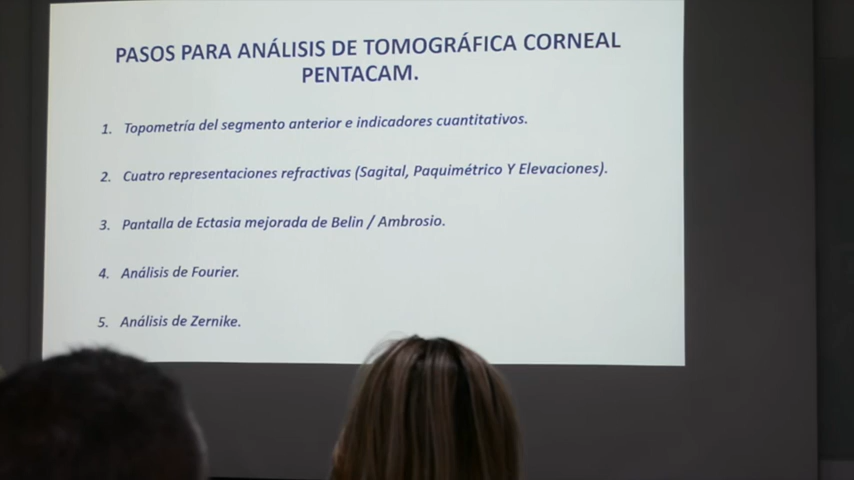 PASOS PARA ANÁLISIS DE TOMOGRÁFICA CORNEAL
PENTACAM.
1. Topometría del segmento anterior e indicadores cuantitativos.
2. Cuatro representaciones refractivas (Sagital, Paquimétrico Y Elevaciones).
3. Pantalla de Ectasia mejorada de Belin / Ambrosio.
4. Análisis de Fourier.
5. Análisis de Zernike.